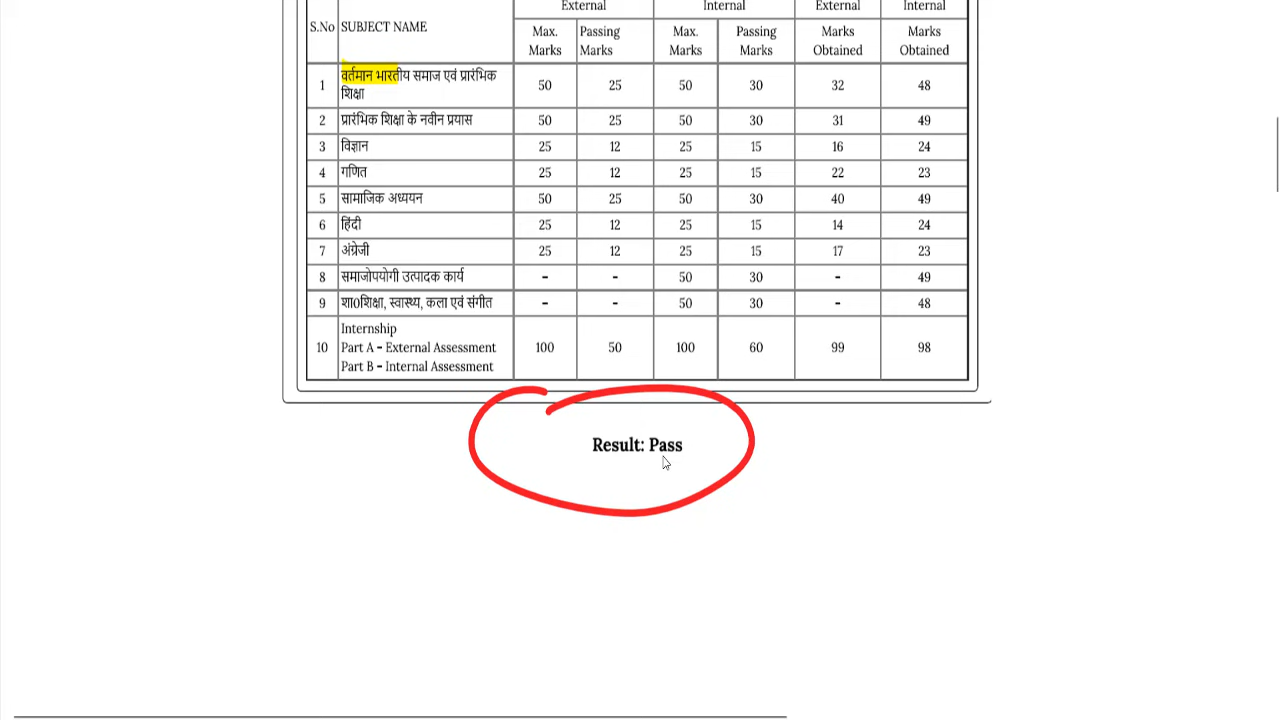 External Internal External Internal
S.No SUBJECT NAME
Max. Marks Passing Marks Max. Marks Passing Marks Marks Obtained Marks Obtained
1 वर्तमान भारतीय समाज एवं प्रारंभिक शिक्षा 50 25 50 30 32 48
2 प्रारंभिक शिक्षा के नवीन प्रयास 50 25 50 30 31 49
3 विज्ञान 25 12 25 15 16 24
4 गणित 25 12 25 15 22 23
5 सामाजिक अध्ययन 50 25 50 30 40 49
6 हिंदी 25 12 25 15 14 24
7 अंग्रेजी 25 12 25 15 17 23
8 समाजोपयोगी उत्पादक कार्य - - 50 30 - 49
9 शा0शिक्षा, स्वास्थ्य, कला एवं संगीत - - 50 30 - 48
Internship
10 Part A - External Assessment 100 50 100 60 99 98
Part B - Internal Assessment
Result: Pass